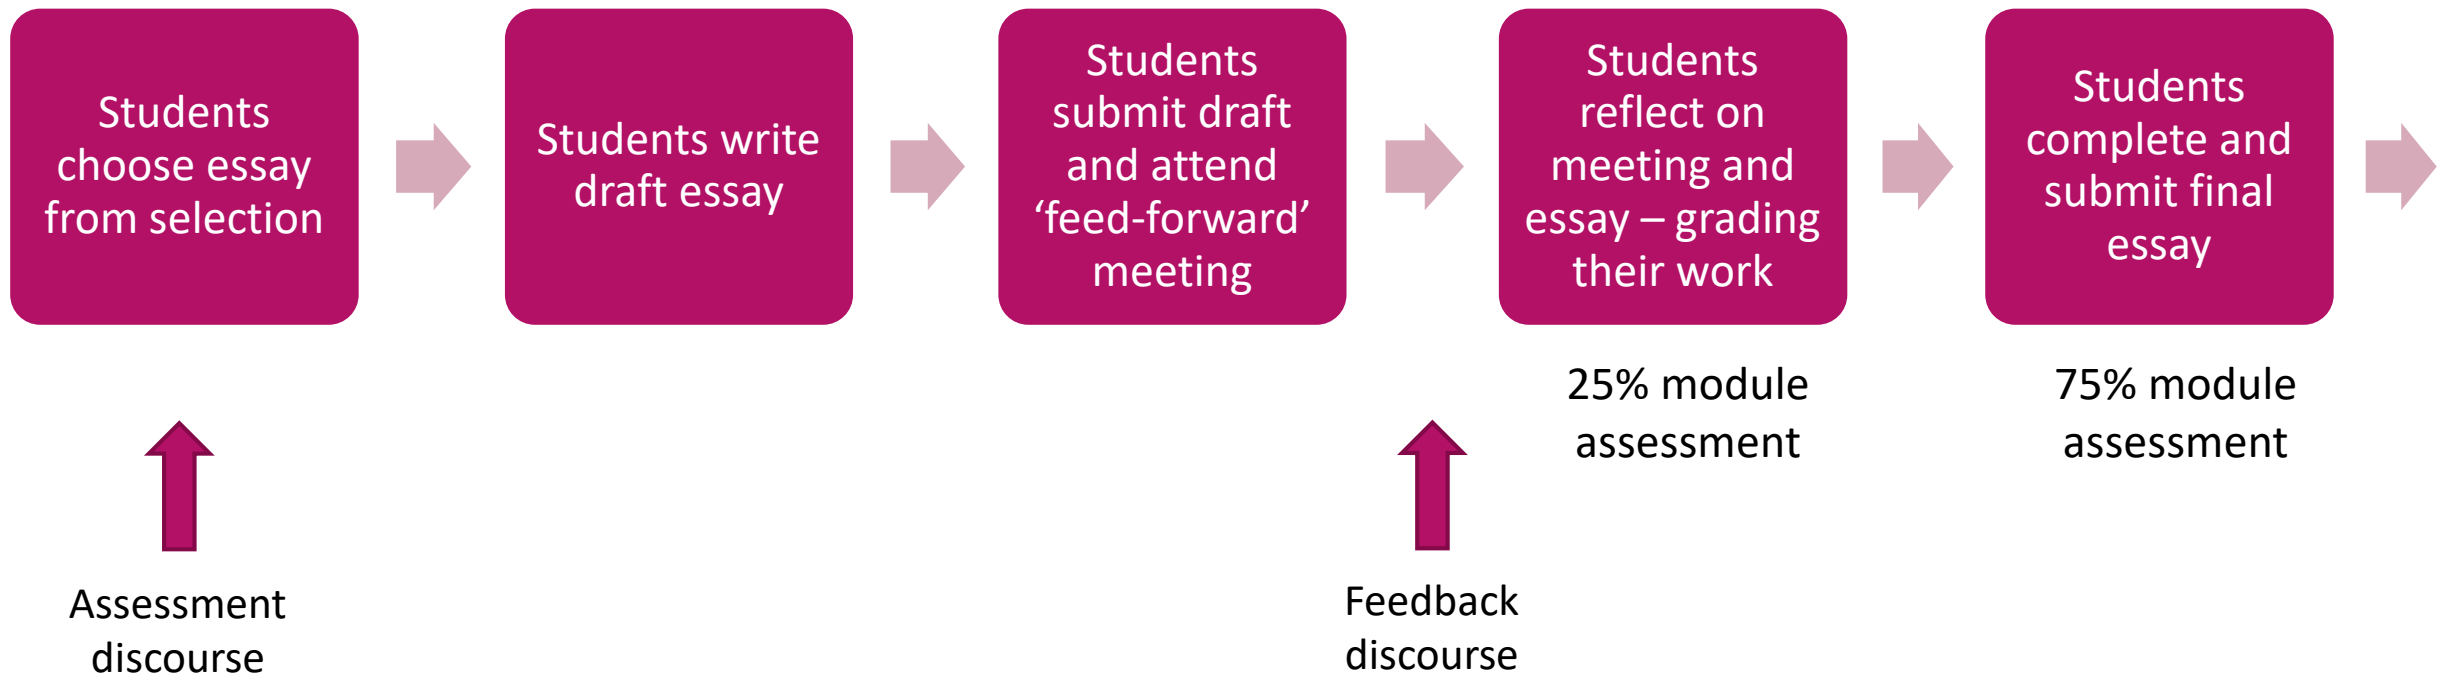 Students
choose essay
from selection
Students write
draft essay
Students
submit draft
and attend
‘feed-forward’
meeting
Students
reflect on
meeting and
essay – grading
their work
Students
complete and
submit final
essay
25% module
assessment
75% module
assessment
Assessment
discourse
Feedback
discourse